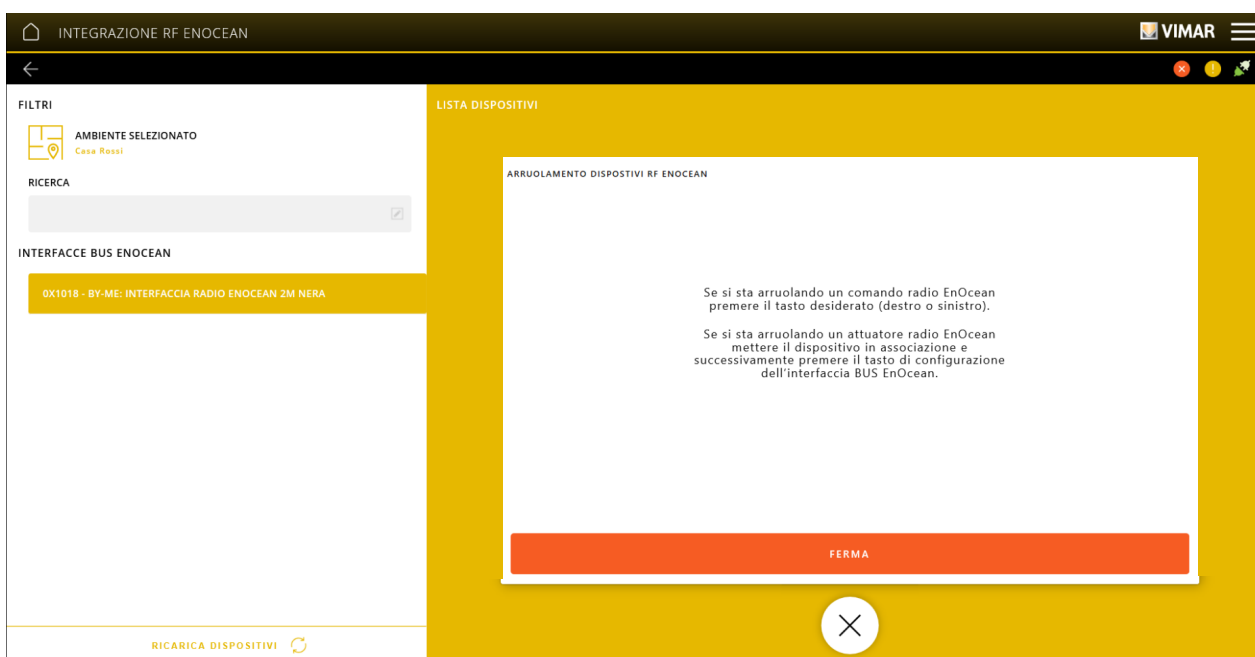 INTEGRAZIONE RF ENOCEAN
VIMAR
FILTRI
AMBIENTE SELEZIONATO
Casa Rossi
RICERCA
INTERFACCE BUS ENOCEAN
0X1018 - BY-ME: INTERFACCIA RADIO ENOCEAN 2M NERA
RICARICA DISPOSITIVI
LISTA DISPOSITIVI
ARRUOLAMENTO DISPOSTIVI RF ENOCEAN
Se si sta arruolando un comando radio EnOcean
premere il tasto desiderato (destro o sinistro).
Se si sta arruolando un attuatore radio EnOcean
mettere il dispositivo in associazione e
successivamente premere il tasto di configurazione
dell'interfaccia BUS EnOcean.
FERMA